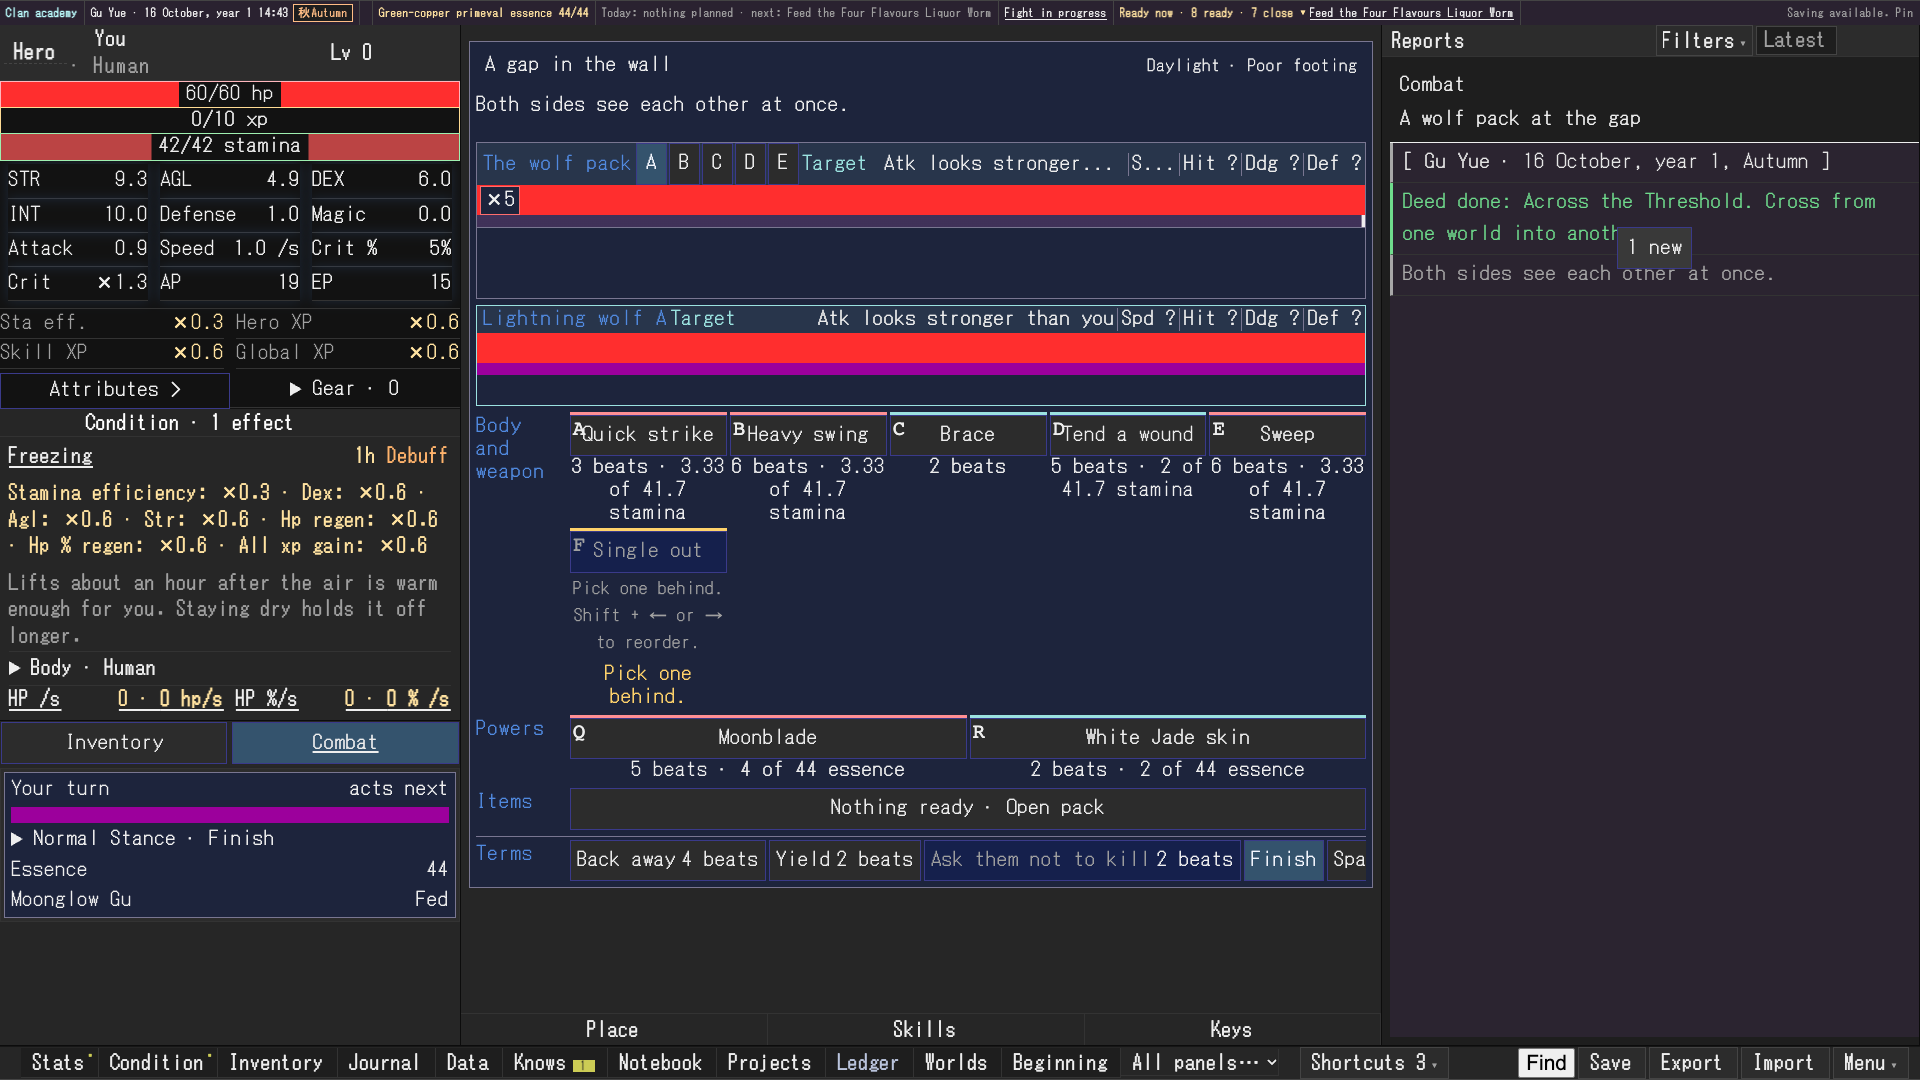 Clan academy Gu Yue · 16 October, year 1 14:43 秋Autumn Green-copper primeval essence 44/44 Today: nothing planned · next: Feed the Four Flavours Liquor Worm Fight in progress Ready now · 8 ready · 7 close ▾ Feed the Four Flavours Liquor Worm Saving available. Pin
Hero · You Lv 0
Human
60/60 hp
0/10 xp
42/42 stamina
STR 9.3 AGL 4.9 DEX 6.0
INT 10.0 Defense 1.0 Magic 0.0
Attack 0.9 Speed 1.0 /s Crit % 5%
Crit ×1.3 AP 19 EP 15
Sta eff. ×0.3 Hero XP ×0.6
Skill XP ×0.6 Global XP ×0.6
Attributes > ▶ Gear · 0
Condition · 1 effect
Freezing 1h Debuff
Stamina efficiency: ×0.3 · Dex: ×0.6 ·
Agl: ×0.6 · Str: ×0.6 · Hp regen: ×0.6
· Hp % regen: ×0.6 · All xp gain: ×0.6
Lifts about an hour after the air is warm
enough for you. Staying dry holds it off
longer.
▶ Body · Human
HP /s 0 · 0 hp/s HP %/s 0 · 0 % /s
Inventory Combat
Your turn acts next
▶ Normal Stance · Finish
Essence 44
Moonglow Gu Fed
A gap in the wall Daylight · Poor footing
Both sides see each other at once.
The wolf pack A B C D E Target Atk looks stronger... |S...|Hit ?|Ddg ?|Def ?
×5
Lightning wolf A Target Atk looks stronger than you|Spd ?|Hit ?|Ddg ?|Def ?
Body and weapon
A Quick strike
3 beats · 3.33 of 41.7 stamina
B Heavy swing
6 beats · 3.33 of 41.7 stamina
C Brace
2 beats
D Tend a wound
5 beats · 2 of 41.7 stamina
E Sweep
6 beats · 3.33 of 41.7 stamina
F Single out
Pick one behind.
Shift + ← or →
to reorder.
Pick one
behind.
Powers
Q Moonblade
5 beats · 4 of 44 essence
R White Jade skin
2 beats · 2 of 44 essence
Items Nothing ready · Open pack
Terms Back away 4 beats Yield 2 beats Ask them not to kill 2 beats Finish Spa
Place Skills Keys
Reports Filters ▾ Latest
Combat
A wolf pack at the gap
[ Gu Yue · 16 October, year 1, Autumn ]
Deed done: Across the Threshold. Cross from
one world into anoth
1 new
Both sides see each other at once.
Stats Condition Inventory Journal Data Knows 1 Notebook Projects Ledger Worlds Beginning All panels… Shortcuts 3 ▾ Find Save Export Import Menu ▾